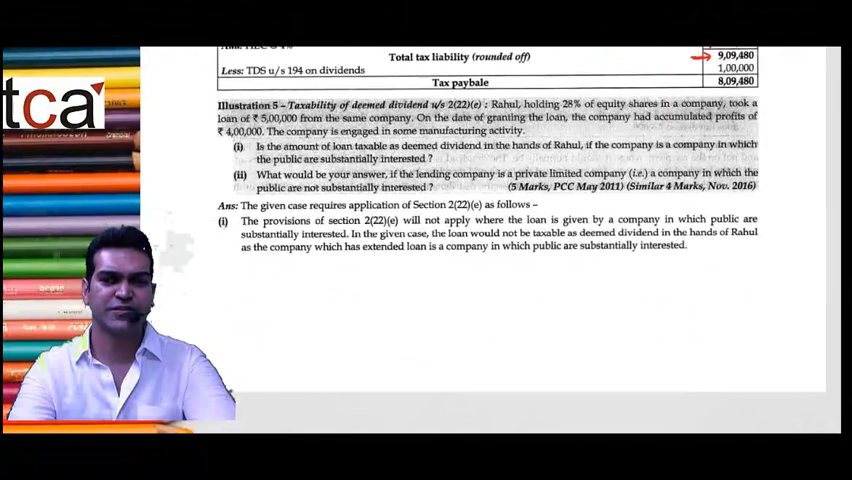 Total tax liability (rounded off) 9,09,480
Less: TDS u/s 194 on dividends 1,00,000
Tax paybale 8,09,480
Illustration 5 – Taxability of deemed dividend u/s 2(22)(e) : Rahul, holding 28% of equity shares in a company, took a
loan of ₹ 5,00,000 from the same company. On the date of granting the loan, the company had accumulated profits of
₹ 4,00,000. The company is engaged in some manufacturing activity.
(i) Is the amount of loan taxable as deemed dividend in the hands of Rahul, if the company is a company in which
the public are substantially interested ?
(ii) What would be your answer, if the lending company is a private limited company (i.e.) a company in which the
public are not substantially interested ? (5 Marks, PCC May 2011) (Similar 4 Marks, Nov. 2016)
Ans: The given case requires application of Section 2(22)(e) as follows –
(i) The provisions of section 2(22)(e) will not apply where the loan is given by a company in which public are
substantially interested. In the given case, the loan would not be taxable as deemed dividend in the hands of Rahul
as the company which has extended loan is a company in which public are substantially interested.
tca